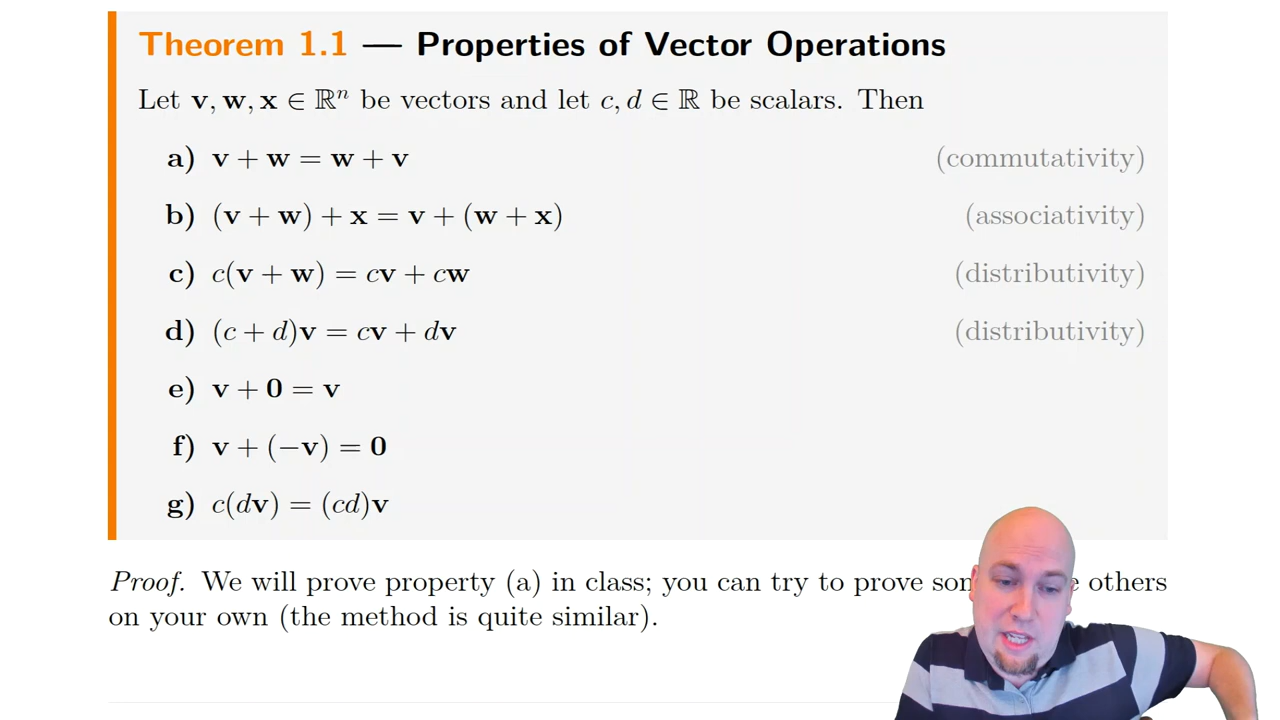 Theorem 1.1 — Properties of Vector Operations
Let v, w, x ∈ ℝⁿ be vectors and let c, d ∈ ℝ be scalars. Then
a) v + w = w + v (commutativity)
b) (v + w) + x = v + (w + x) (associativity)
c) c(v + w) = cv + cw (distributivity)
d) (c + d)v = cv + dv (distributivity)
e) v + 0 = v
f) v + (−v) = 0
g) c(dv) = (cd)v
Proof. We will prove property (a) in class; you can try to prove others
on your own (the method is quite similar).